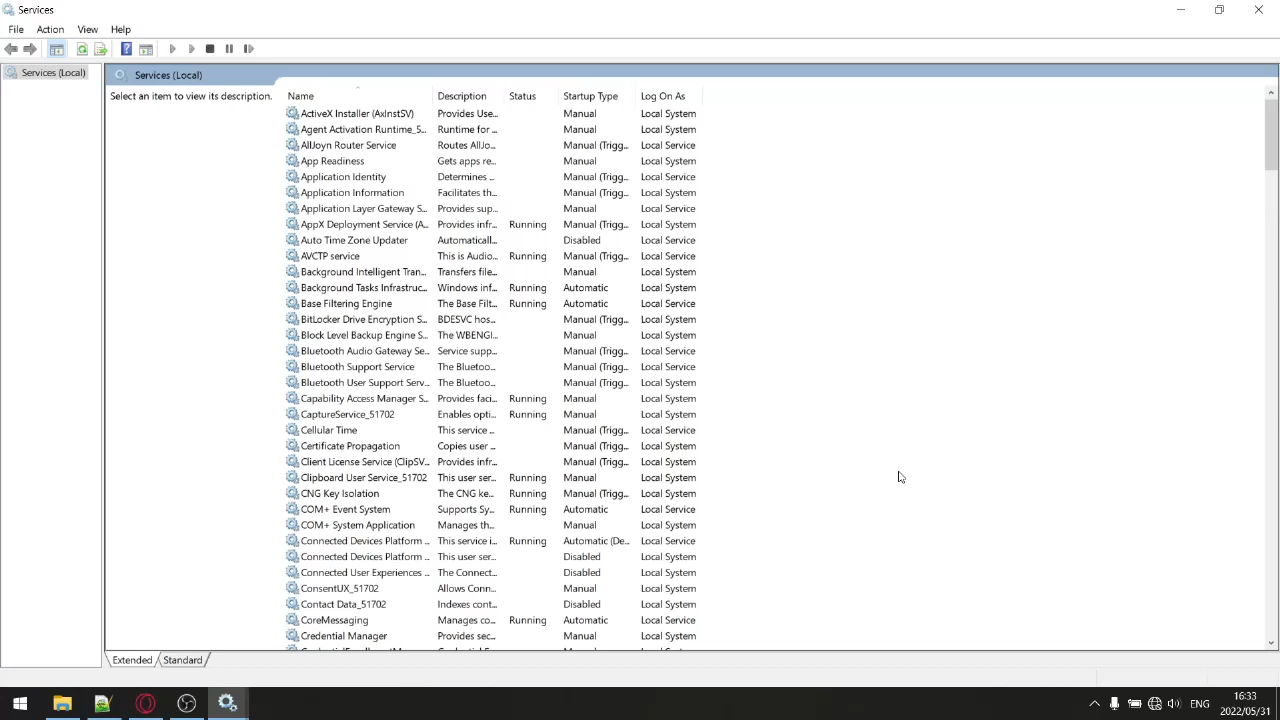 Services
File Action View Help
Services (Local)
Services (Local)
Select an item to view its description.
Name Description Status Startup Type Log On As
ActiveX Installer (AxInstSV) Provides Use... Manual Local System
Agent Activation Runtime_5... Runtime for ... Manual Local System
AllJoyn Router Service Routes AllJo... Manual (Trigg... Local Service
App Readiness Gets apps re... Manual Local System
Application Identity Determines ... Manual (Trigg... Local Service
Application Information Facilitates th... Manual (Trigg... Local System
Application Layer Gateway S... Provides sup... Manual Local Service
AppX Deployment Service (A... Provides infr... Running Manual (Trigg... Local System
Auto Time Zone Updater Automaticall... Disabled Local Service
AVCTP service This is Audio... Running Manual (Trigg... Local Service
Background Intelligent Tran... Transfers file... Manual Local System
Background Tasks Infrastruc... Windows inf... Running Automatic Local System
Base Filtering Engine The Base Filt... Running Automatic Local Service
BitLocker Drive Encryption S... BDESVC hos... Manual (Trigg... Local System
Block Level Backup Engine S... The WBENGI... Manual Local System
Bluetooth Audio Gateway Se... Service supp... Manual (Trigg... Local Service
Bluetooth Support Service The Bluetoo... Manual (Trigg... Local Service
Bluetooth User Support Serv... The Bluetoo... Manual (Trigg... Local System
Capability Access Manager S... Provides faci... Running Manual Local System
CaptureService_51702 Enables opti... Running Manual Local System
Cellular Time This service ... Manual (Trigg... Local Service
Certificate Propagation Copies user ... Manual (Trigg... Local System
Client License Service (ClipSV... Provides infr... Manual (Trigg... Local System
Clipboard User Service_51702 This user ser... Running Manual Local System
CNG Key Isolation The CNG ke... Running Manual (Trigg... Local System
COM+ Event System Supports Sy... Running Automatic Local Service
COM+ System Application Manages th... Manual Local System
Connected Devices Platform ... This service i... Running Automatic (De... Local Service
Connected Devices Platform ... This user ser... Disabled Local System
Connected User Experiences ... The Connect... Disabled Local System
ConsentUX_51702 Allows Conn... Manual Local System
Contact Data_51702 Indexes cont... Disabled Local System
CoreMessaging Manages co... Running Automatic Local Service
Credential Manager Provides sec... Manual Local System
Extended Standard
ENG
16:33
2022/05/31